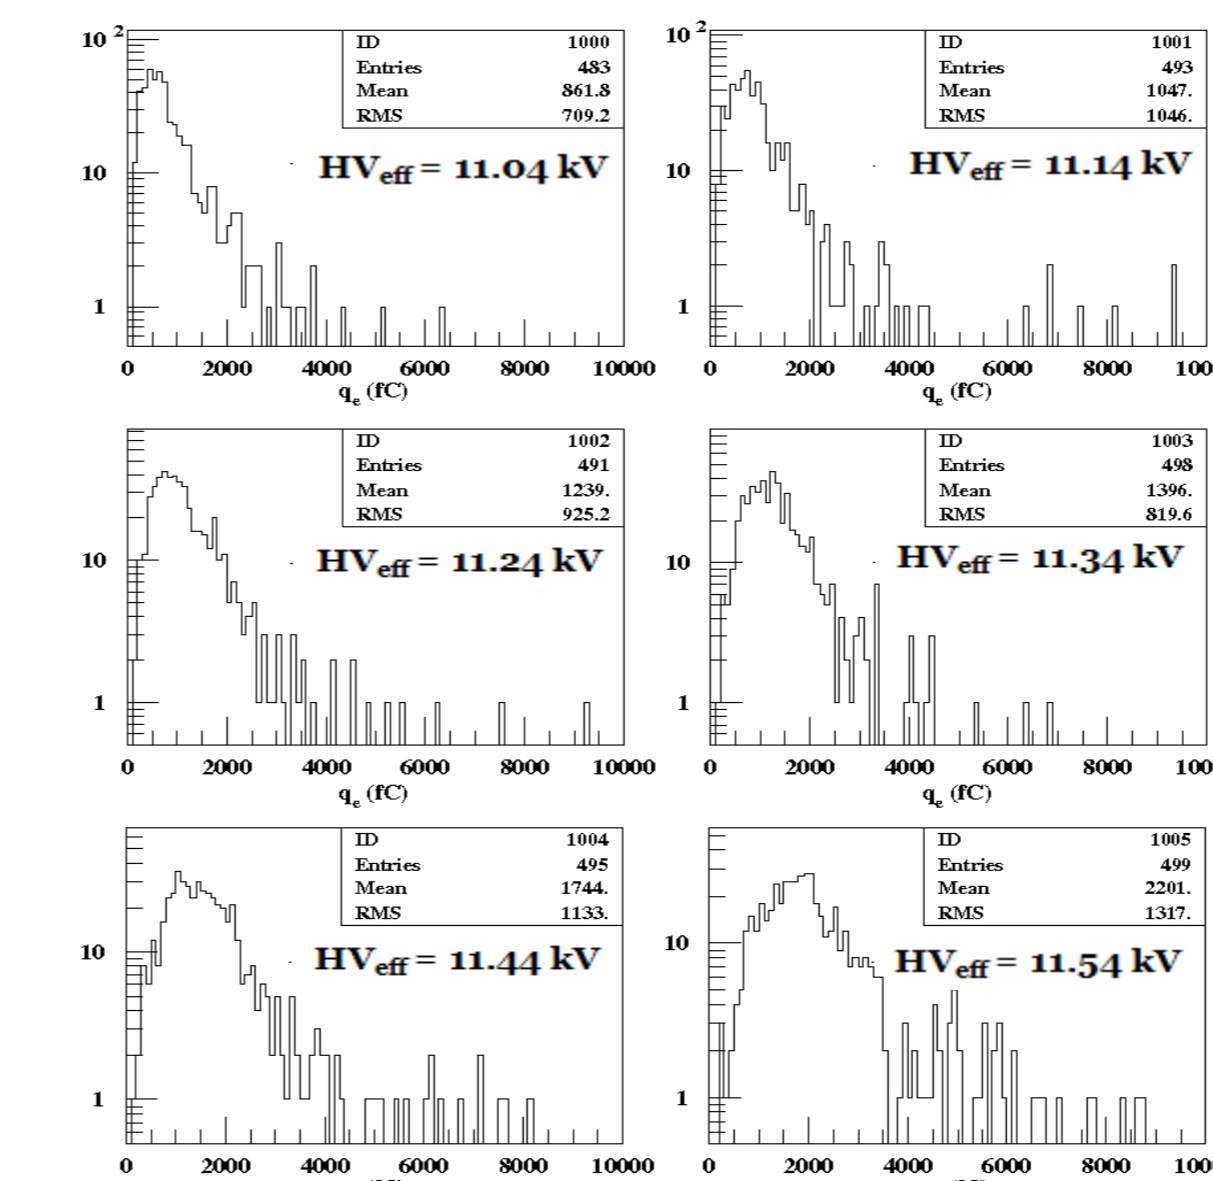 10 2
10
1
ID 1000
Entries 483
Mean 861.8
RMS 709.2
HVeff = 11.04 kV
0 2000 4000 6000 8000 10000
qe (fC)
10 2
10
1
ID 1001
Entries 493
Mean 1047.
RMS 1046.
HVeff = 11.14 kV
0 2000 4000 6000 8000 100
qe (fC)
10
1
ID 1002
Entries 491
Mean 1239.
RMS 925.2
HVeff = 11.24 kV
0 2000 4000 6000 8000 10000
qe (fC)
10
1
ID 1003
Entries 498
Mean 1396.
RMS 819.6
HVeff = 11.34 kV
0 2000 4000 6000 8000 100
qe (fC)
10
1
ID 1004
Entries 495
Mean 1744.
RMS 1133.
HVeff = 11.44 kV
0 2000 4000 6000 8000 10000
10
1
ID 1005
Entries 499
Mean 2201.
RMS 1317.
HVeff = 11.54 kV
0 2000 4000 6000 8000 100